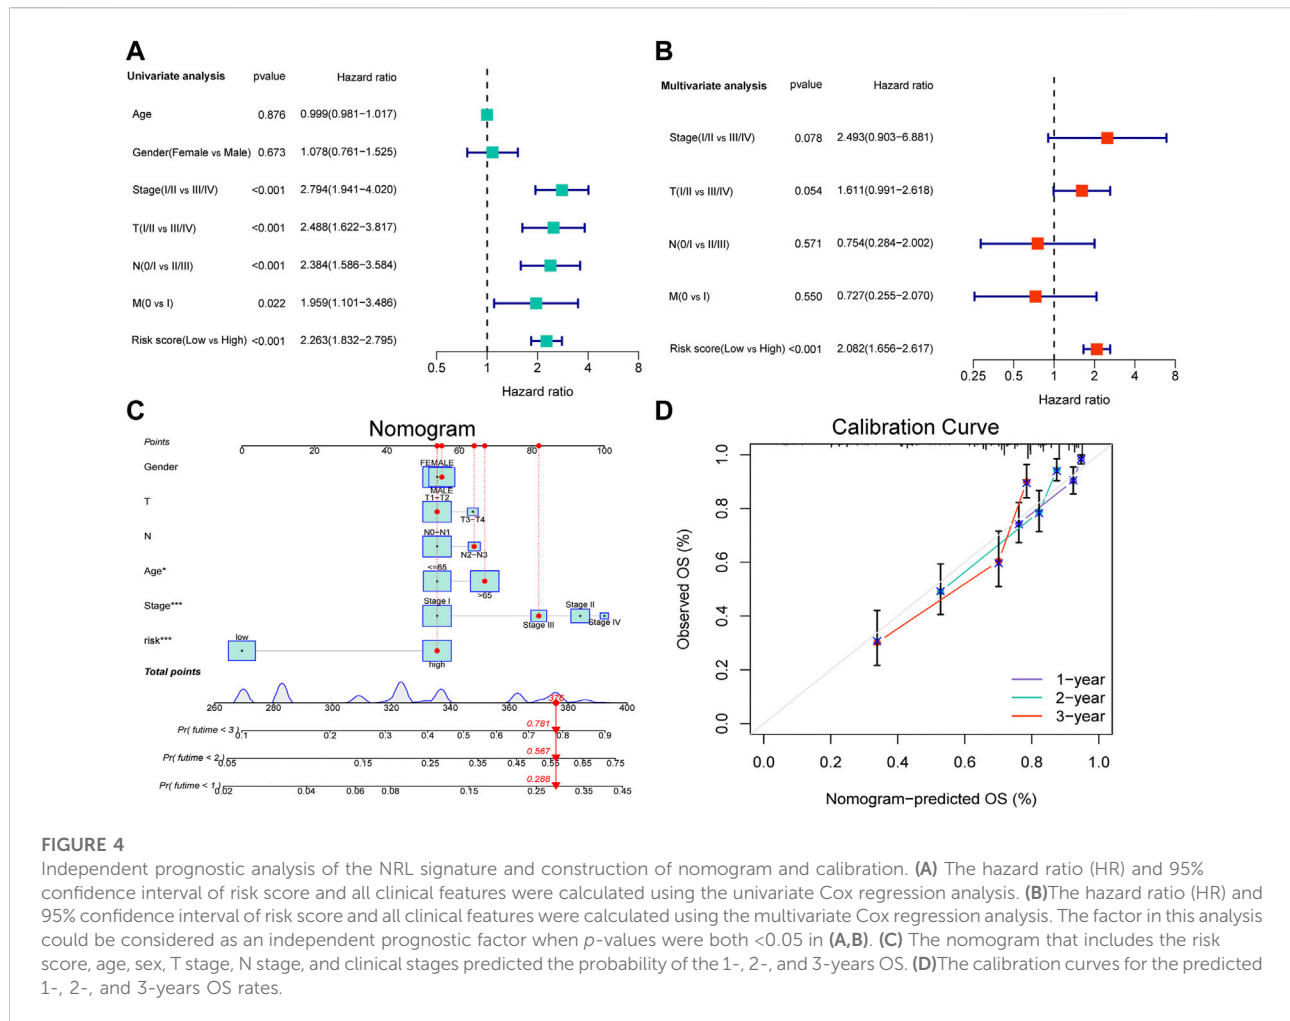 A
Univariate analysis pvalue Hazard ratio
Age 0.876 0.999(0.981−1.017)
Gender(Female vs Male) 0.673 1.078(0.761−1.525)
Stage(I/II vs III/IV) <0.001 2.794(1.941−4.020)
T(I/II vs III/IV) <0.001 2.488(1.622−3.817)
N(0/I vs II/III) <0.001 2.384(1.586−3.584)
M(0 vs I) 0.022 1.959(1.101−3.486)
Risk score(Low vs High) <0.001 2.263(1.832−2.795)
0.5 1 2 4 8
Hazard ratio
B
Multivariate analysis pvalue Hazard ratio
Stage(I/II vs III/IV) 0.078 2.493(0.903−6.881)
T(I/II vs III/IV) 0.054 1.611(0.991−2.618)
N(0/I vs II/III) 0.571 0.754(0.284−2.002)
M(0 vs I) 0.550 0.727(0.255−2.070)
Risk score(Low vs High) <0.001 2.082(1.656−2.617)
0.25 0.5 1 2 4 8
Hazard ratio
C
Nomogram
Points
0 20 40 60 80 100
Gender
FEMALE
MALE
T
T1−T2
T3−T4
N
N0−N1
N2−N3
Age*
<=65
>65
Stage***
Stage I
Stage III
Stage II
Stage IV
risk***
low
high
Total points
376
260 280 300 320 340 360 380 400
0.781
Pr( futime < 3 )
0.1 0.2 0.3 0.4 0.5 0.6 0.7 0.8 0.9
0.567
Pr( futime < 2 )
0.05 0.15 0.25 0.35 0.45 0.55 0.65 0.75
0.288
Pr( futime < 1 )
0.02 0.04 0.06 0.08 0.15 0.25 0.35 0.45
D
Calibration Curve
Observed OS (%)
1.0
0.8
0.6
0.4
0.2
0.0
1−year
2−year
3−year
0.0 0.2 0.4 0.6 0.8 1.0
Nomogram−predicted OS (%)
FIGURE 4
Independent prognostic analysis of the NRL signature and construction of nomogram and calibration. (A) The hazard ratio (HR) and 95%
confidence interval of risk score and all clinical features were calculated using the univariate Cox regression analysis. (B)The hazard ratio (HR) and
95% confidence interval of risk score and all clinical features were calculated using the multivariate Cox regression analysis. The factor in this analysis
could be considered as an independent prognostic factor when p-values were both <0.05 in (A,B). (C) The nomogram that includes the risk
score, age, sex, T stage, N stage, and clinical stages predicted the probability of the 1-, 2-, and 3-years OS. (D)The calibration curves for the predicted
1-, 2-, and 3-years OS rates.